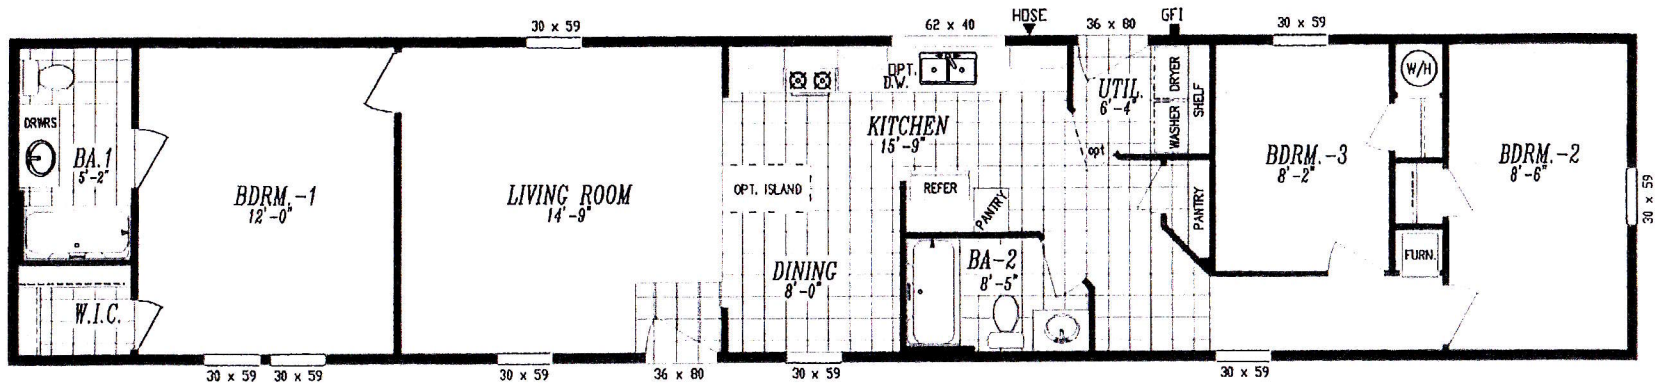 30 x 59
62 x 40
HOSE
36 x 80
GFI
30 x 59
DRWRS
BA.1
5'-2"
W.I.C.
BDRM.-1
12'-0"
LIVING ROOM
14'-9"
OPT.
D.W.
KITCHEN
15'-9"
OPT. ISLAND
REFER
PANTRY
DINING
8'-0"
BA-2
8'-5"
UTIL.
6'-4"
opt
DRYER
WASHER
SHELF
PANTRY
BDRM.-3
8'-2"
W/H
FURN.
BDRM.-2
8'-6"
30 x 59
30 x 59
30 x 59
30 x 59
36 x 80
30 x 59
30 x 59